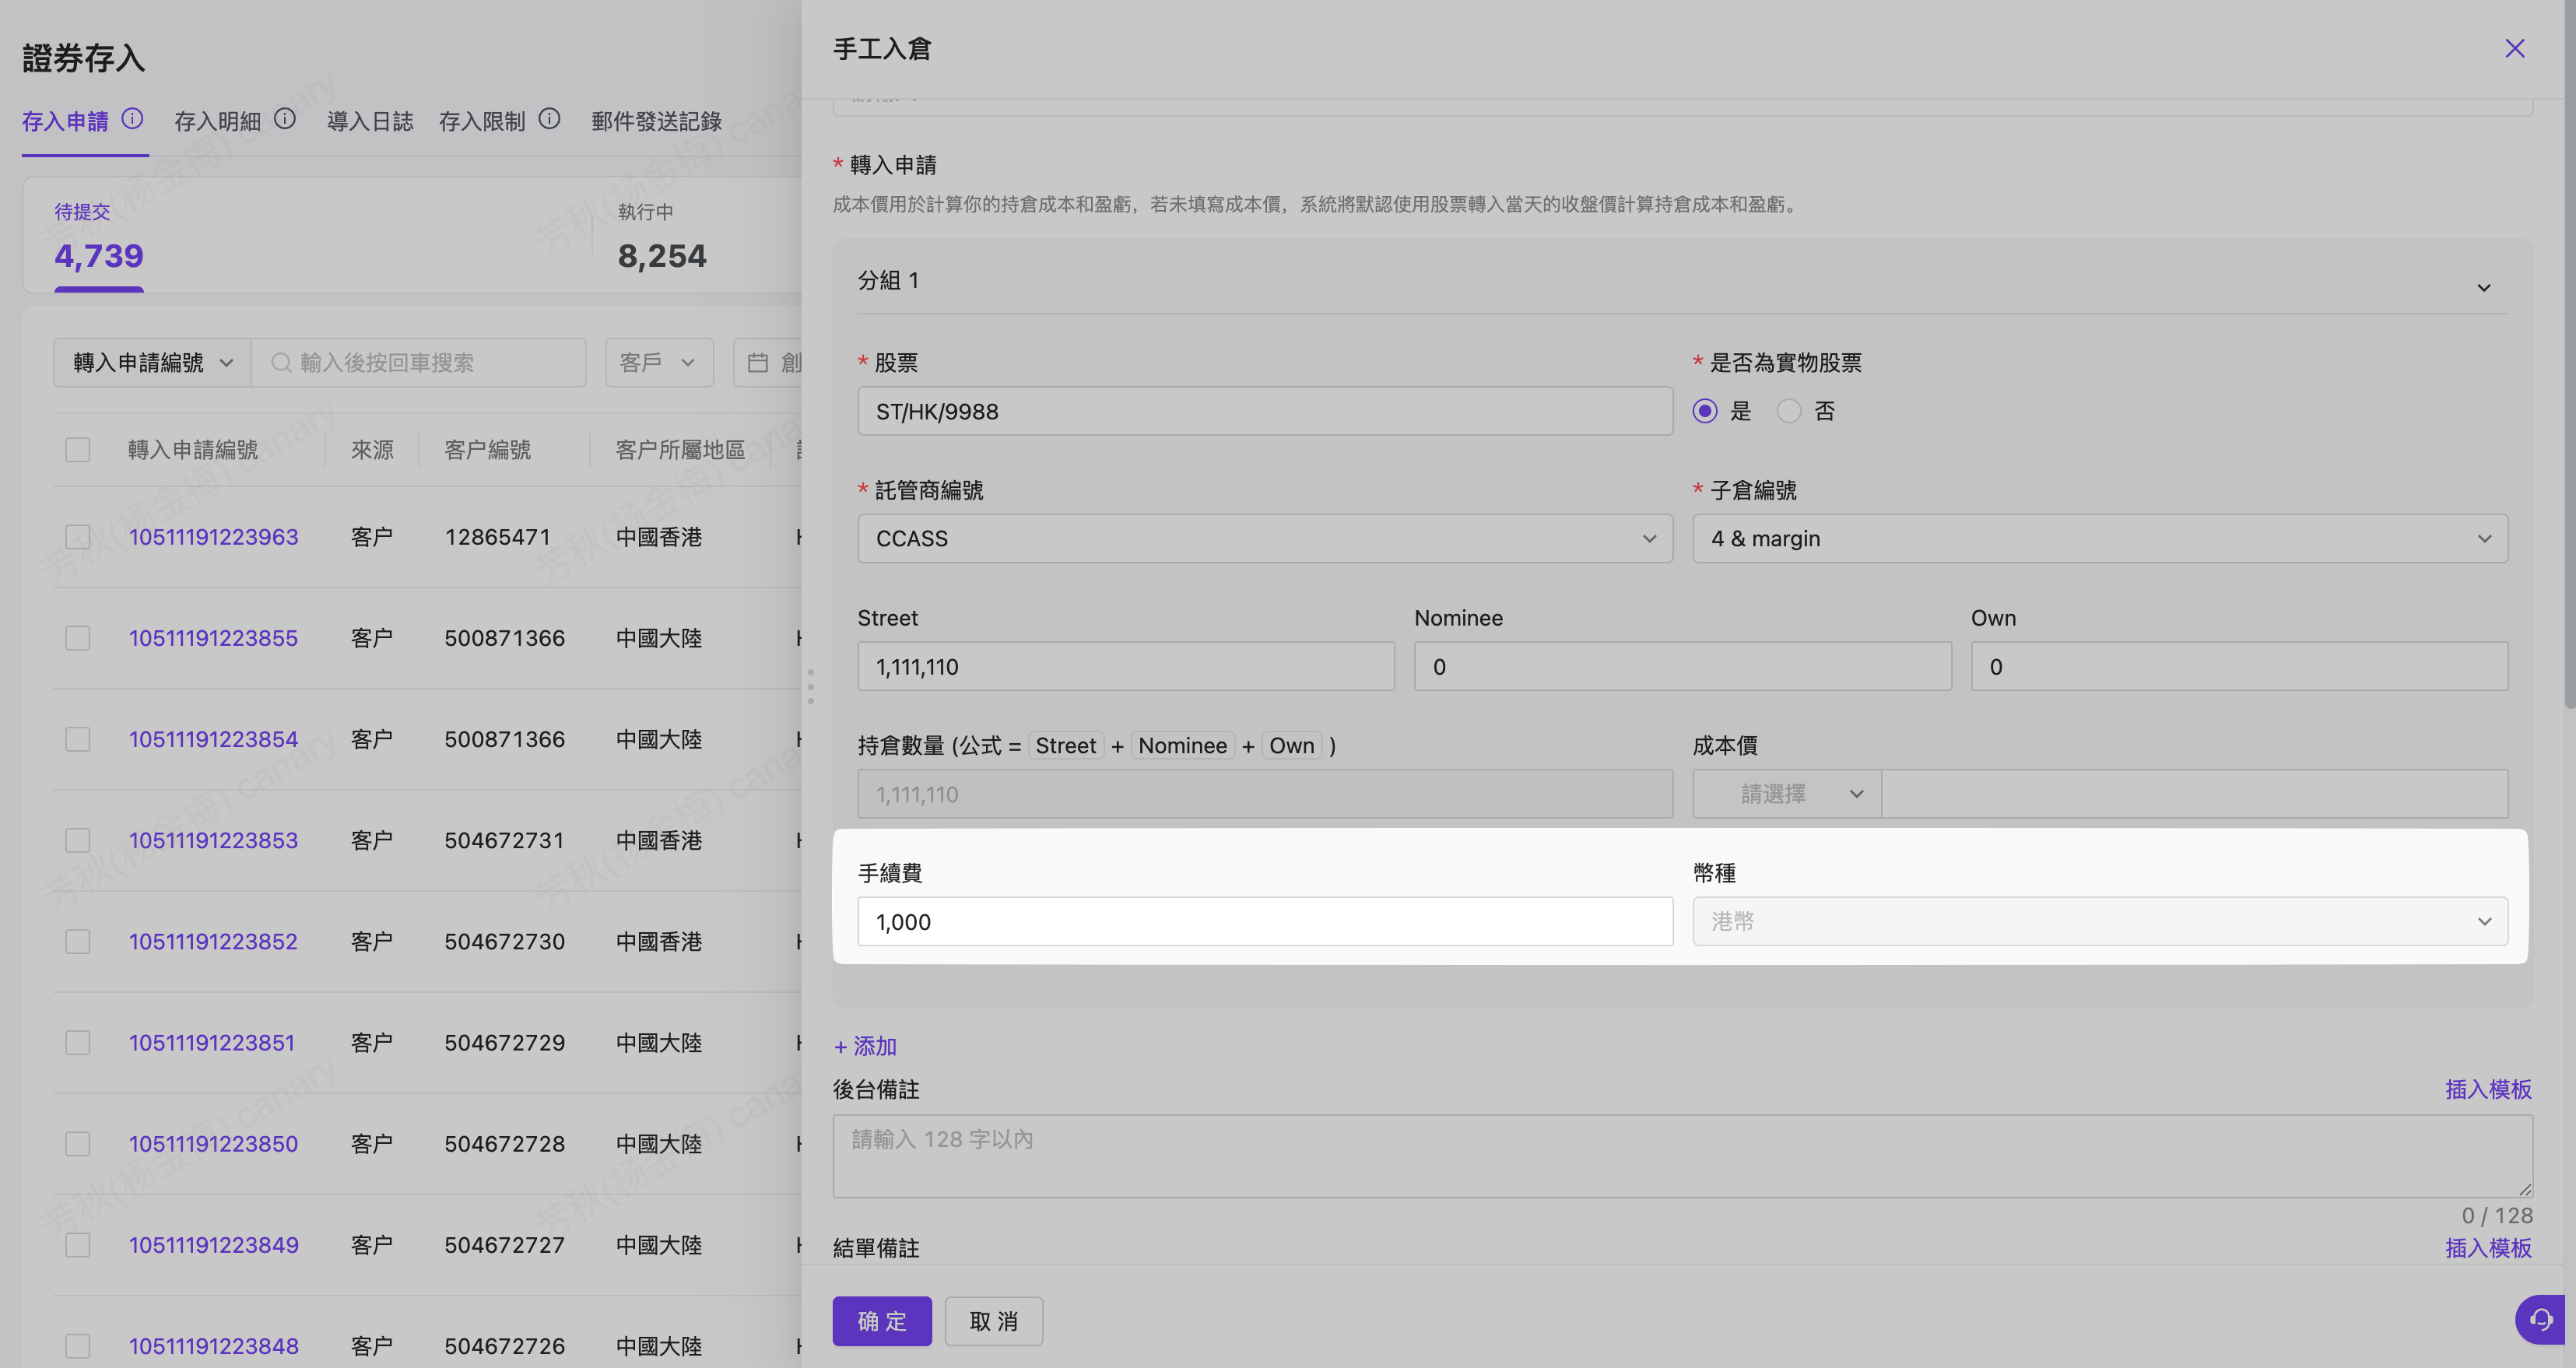 證券存入
存入申請 存入明細 導入日誌 存入限制 郵件發送記錄
待提交 執行中
4,739 8,254
轉入申請編號 輸入後按回車搜索 客戶 創
轉入申請編號 來源 客户編號 客户所屬地區
10511191223963 客户 12865471 中國香港
10511191223855 客户 500871366 中國大陸
10511191223854 客户 500871366 中國大陸
10511191223853 客户 504672731 中國香港
10511191223852 客户 504672730 中國香港
10511191223851 客户 504672729 中國大陸
10511191223850 客户 504672728 中國大陸
10511191223849 客户 504672727 中國大陸
10511191223848 客户 504672726 中國大陸
芳秋(杨金梅) canary
手工入倉
* 轉入申請
成本價用於計算你的持倉成本和盈虧，若未填寫成本價，系統將默認使用股票轉入當天的收盤價計算持倉成本和盈虧。
分組 1
* 股票 * 是否為實物股票
ST/HK/9988 是 否
* 託管商編號 * 子倉編號
CCASS 4 & margin
Street Nominee Own
1,111,110 0 0
持倉數量 (公式 = Street + Nominee + Own ) 成本價
1,111,110 請選擇
手續費 幣種
1,000 港幣
+ 添加
後台備註 插入模板
請輸入 128 字以內
0 / 128
結單備註 插入模板
确 定 取 消